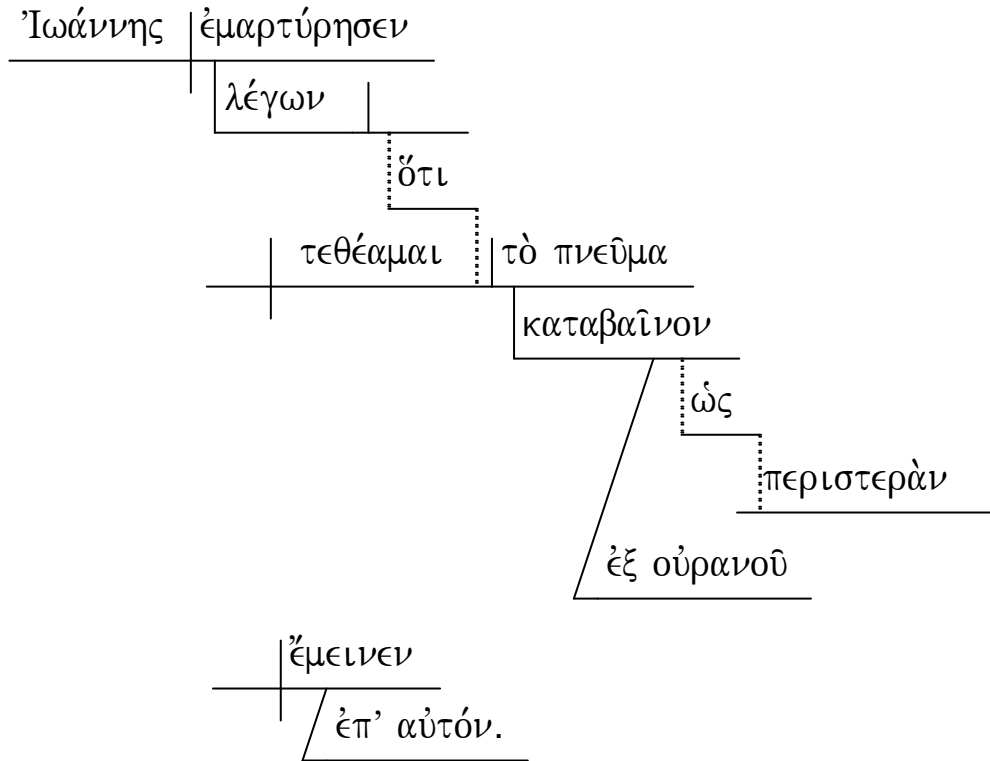 Ἰωάννης ἐμαρτύρησεν
λέγων
ὅτι
τεθέαμαι τὸ πνεῦμα
καταβαῖνον
ὡς
περιστερὰν
ἐξ οὐρανοῦ
ἔμεινεν
ἐπ’ αὐτόν.